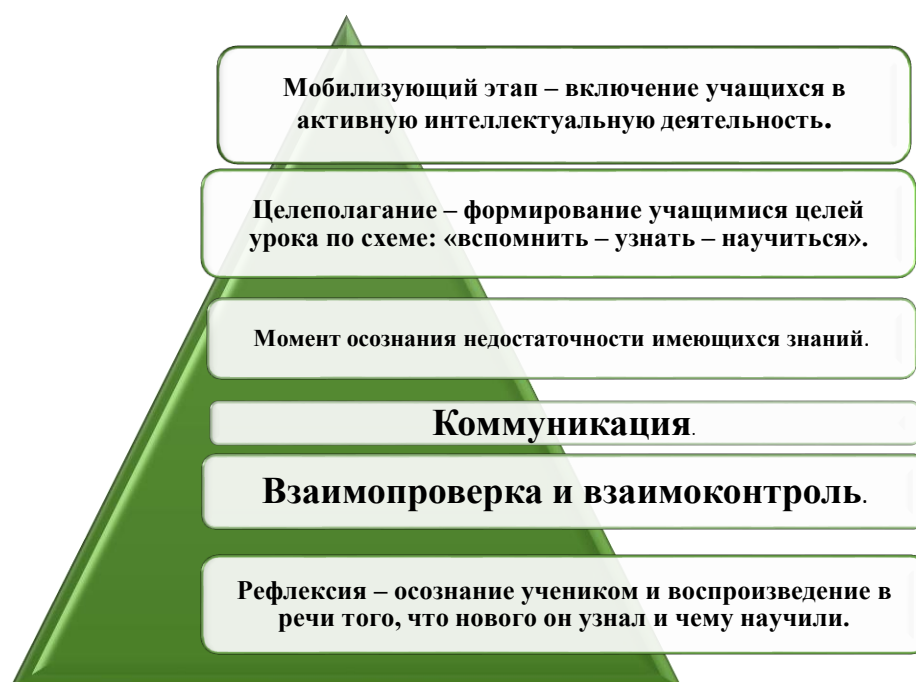 Мобилизующий этап – включение учащихся в
активную интеллектуальную деятельность.
Целеполагание – формирование учащимися целей
урока по схеме: «вспомнить – узнать – научиться».
Момент осознания недостаточности имеющихся знаний.
Коммуникация.
Взаимопроверка и взаимоконтроль.
Рефлексия – осознание учеником и воспроизведение в
речи того, что нового он узнал и чему научили.